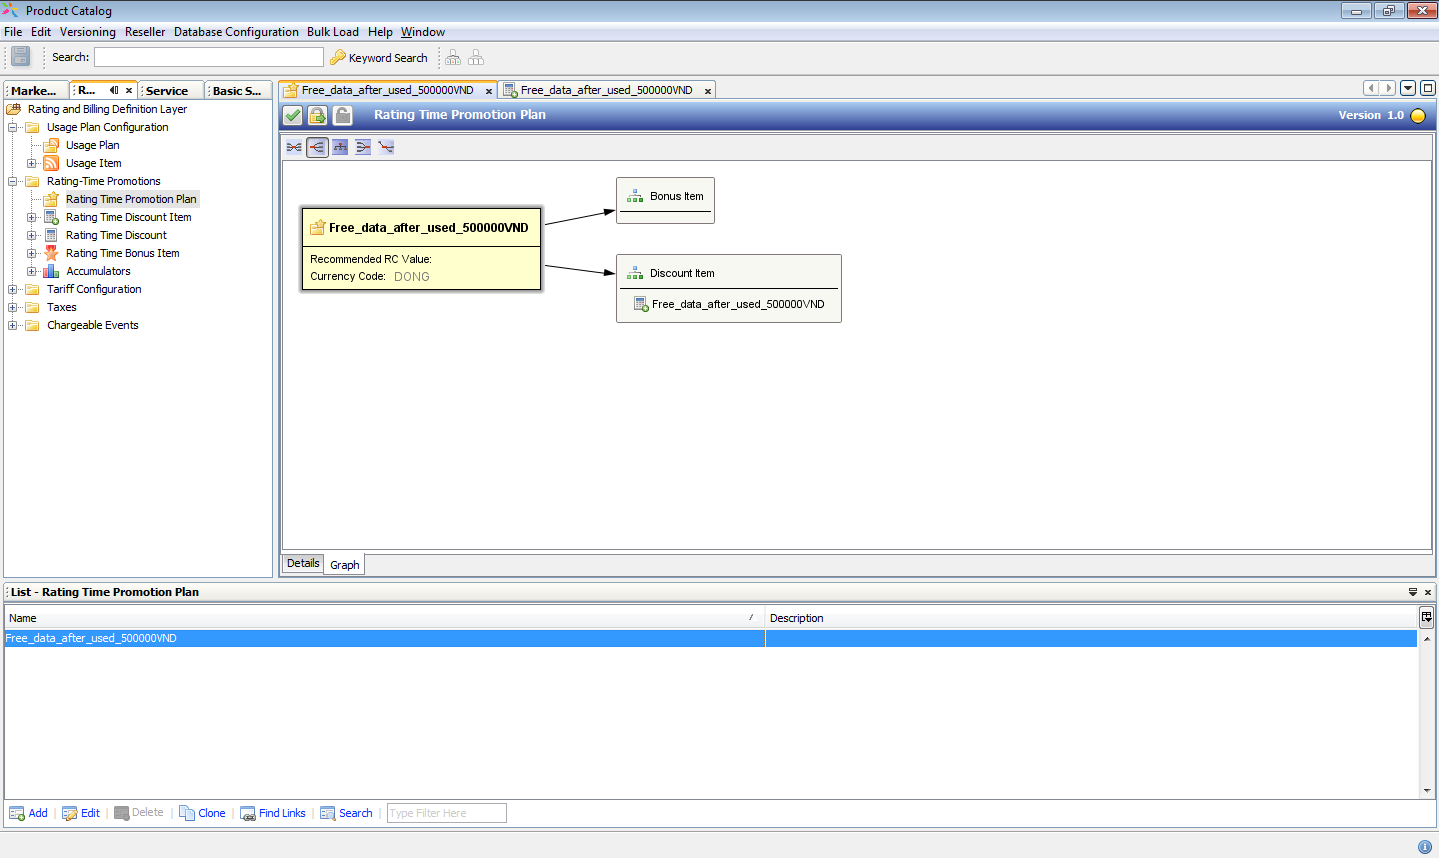 Product Catalog
File Edit Versioning Reseller Database Configuration Bulk Load Help Window
Search: Keyword Search
Marke... R... Service Basic S...
Rating and Billing Definition Layer
Usage Plan Configuration
Usage Plan
Usage Item
Rating-Time Promotions
Rating Time Promotion Plan
Rating Time Discount Item
Rating Time Discount
Rating Time Bonus Item
Accumulators
Tariff Configuration
Taxes
Chargeable Events
Free_data_after_used_500000VND Free_data_after_used_500000VND
Rating Time Promotion Plan Version 1.0
Free_data_after_used_500000VND
Recommended RC Value:
Currency Code: DONG
Bonus Item
Discount Item
Free_data_after_used_500000VND
Details Graph
List - Rating Time Promotion Plan
Name Description
Free_data_after_used_500000VND
Add Edit Delete Clone Find Links Search Type Filter Here